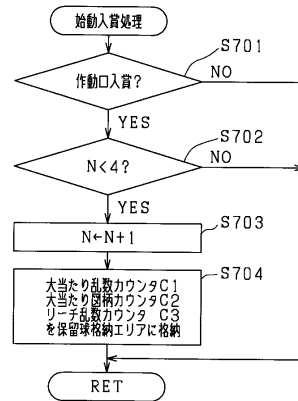 始動入賞処理
S701
作動口入賞?
NO
YES
S702
N<4?
NO
YES
S703
N←N+1
S704
大当たり乱数カウンタC1
大当たり図柄カウンタC2
リーチ乱数カウンタ C3
を保留球格納エリアに格納
RET